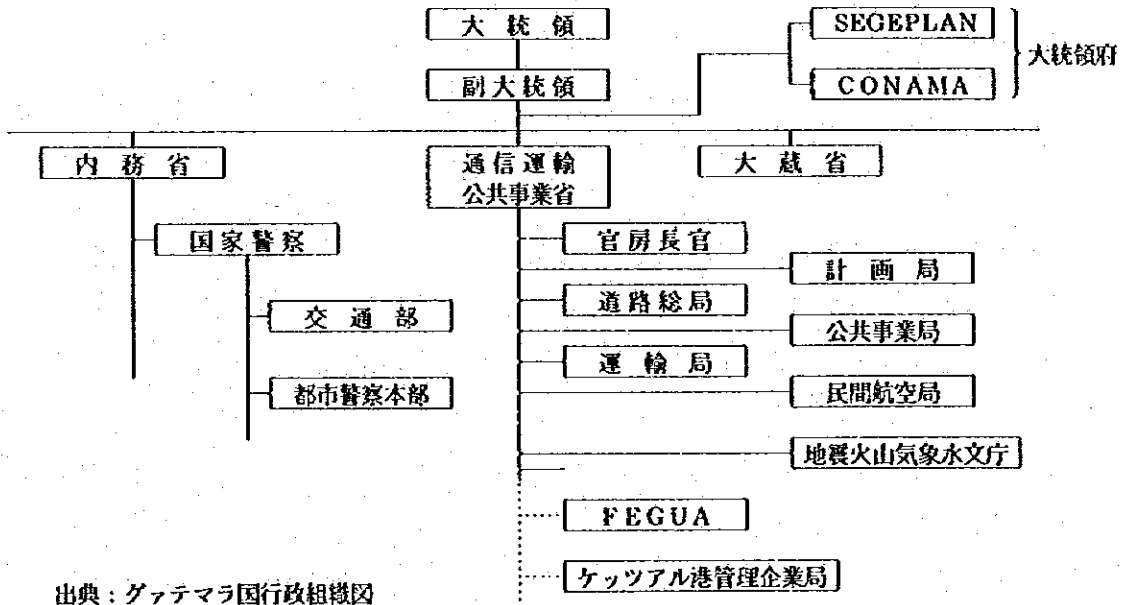 大統領
SEGEPLAN
大統領府
副大統領
CONAMA
内務省
通信運輸
公共事業省
大蔵省
国家警察
官房長官
計画局
交通部
道路総局
公共事業局
運輸局
都市警察本部
民間航空局
地震火山気象水文庁
FEGUA
ケッツアル港管理企業局
出典：グァテマラ国行政組織図